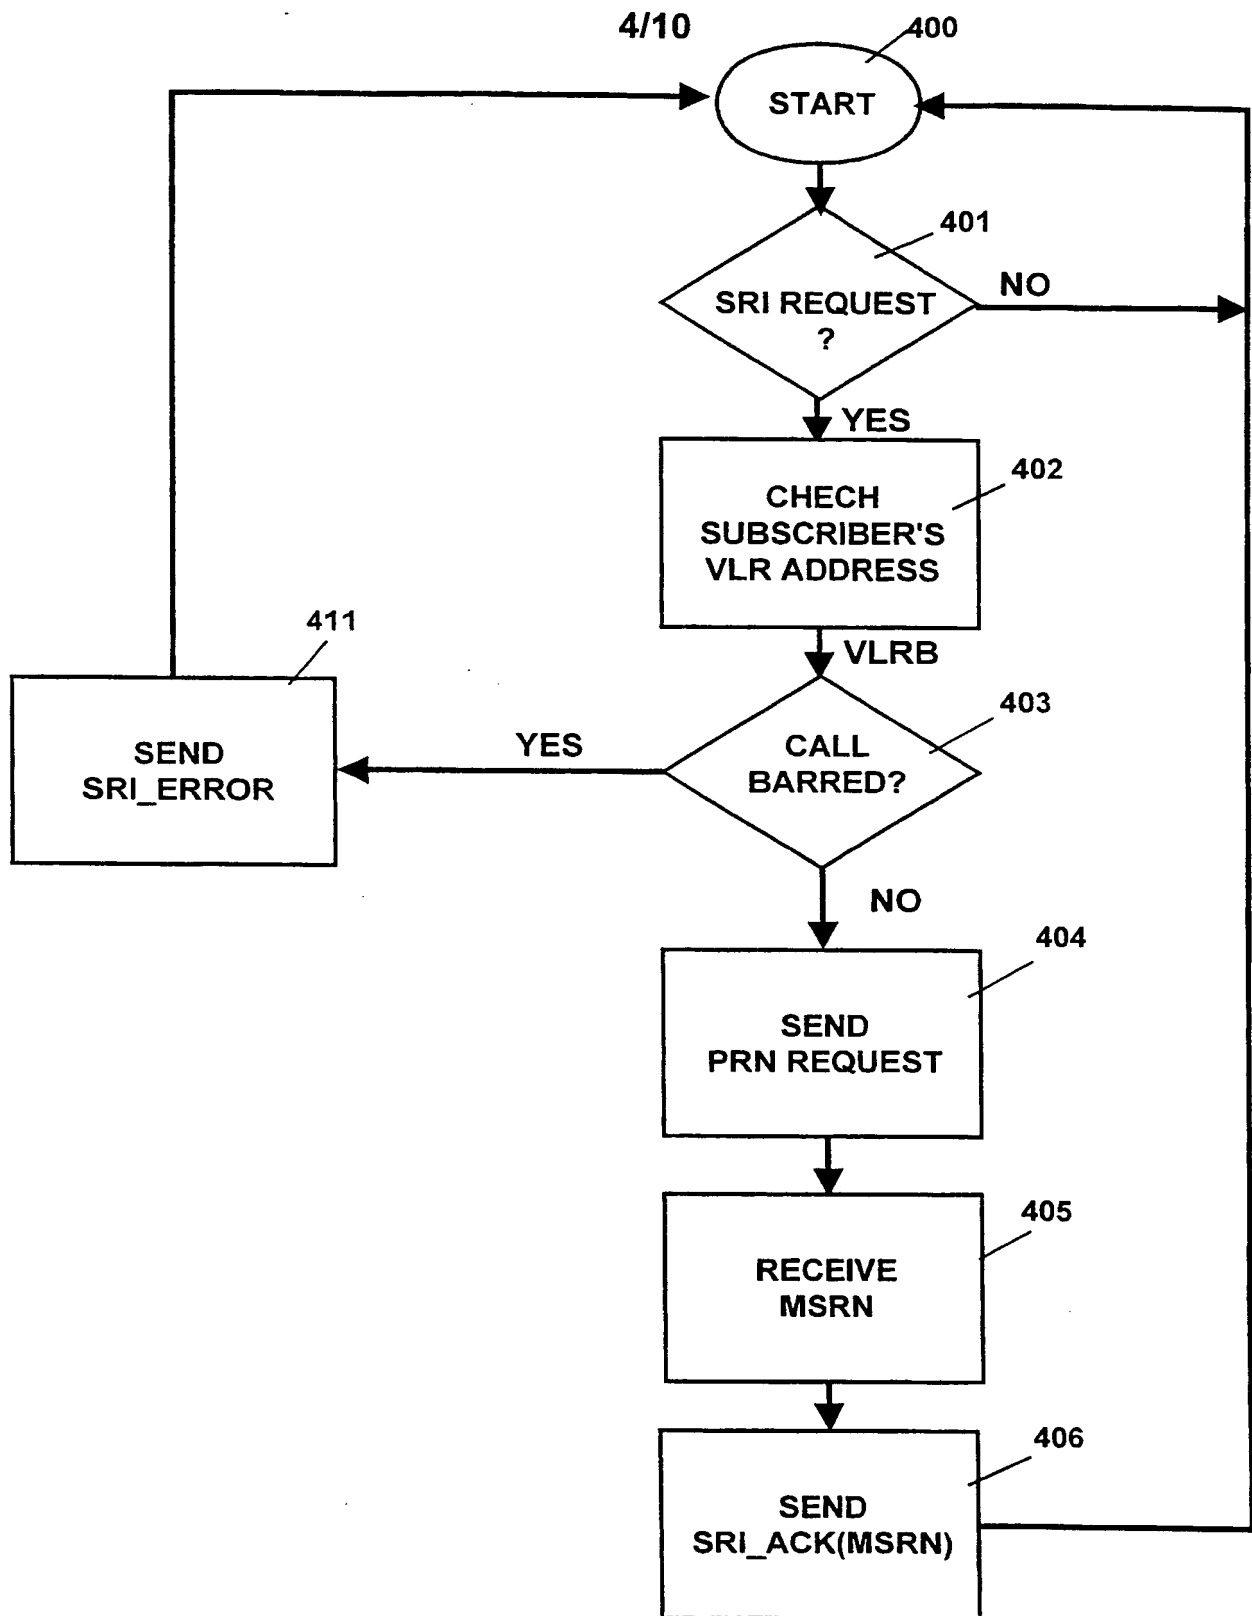 4/10
400
START
401
SRI REQUEST
?
NO
YES
402
CHECH
SUBSCRIBER'S
VLR ADDRESS
VLRB
411
SEND
SRI_ERROR
YES
403
CALL
BARRED?
NO
404
SEND
PRN REQUEST
405
RECEIVE
MSRN
406
SEND
SRI_ACK(MSRN)